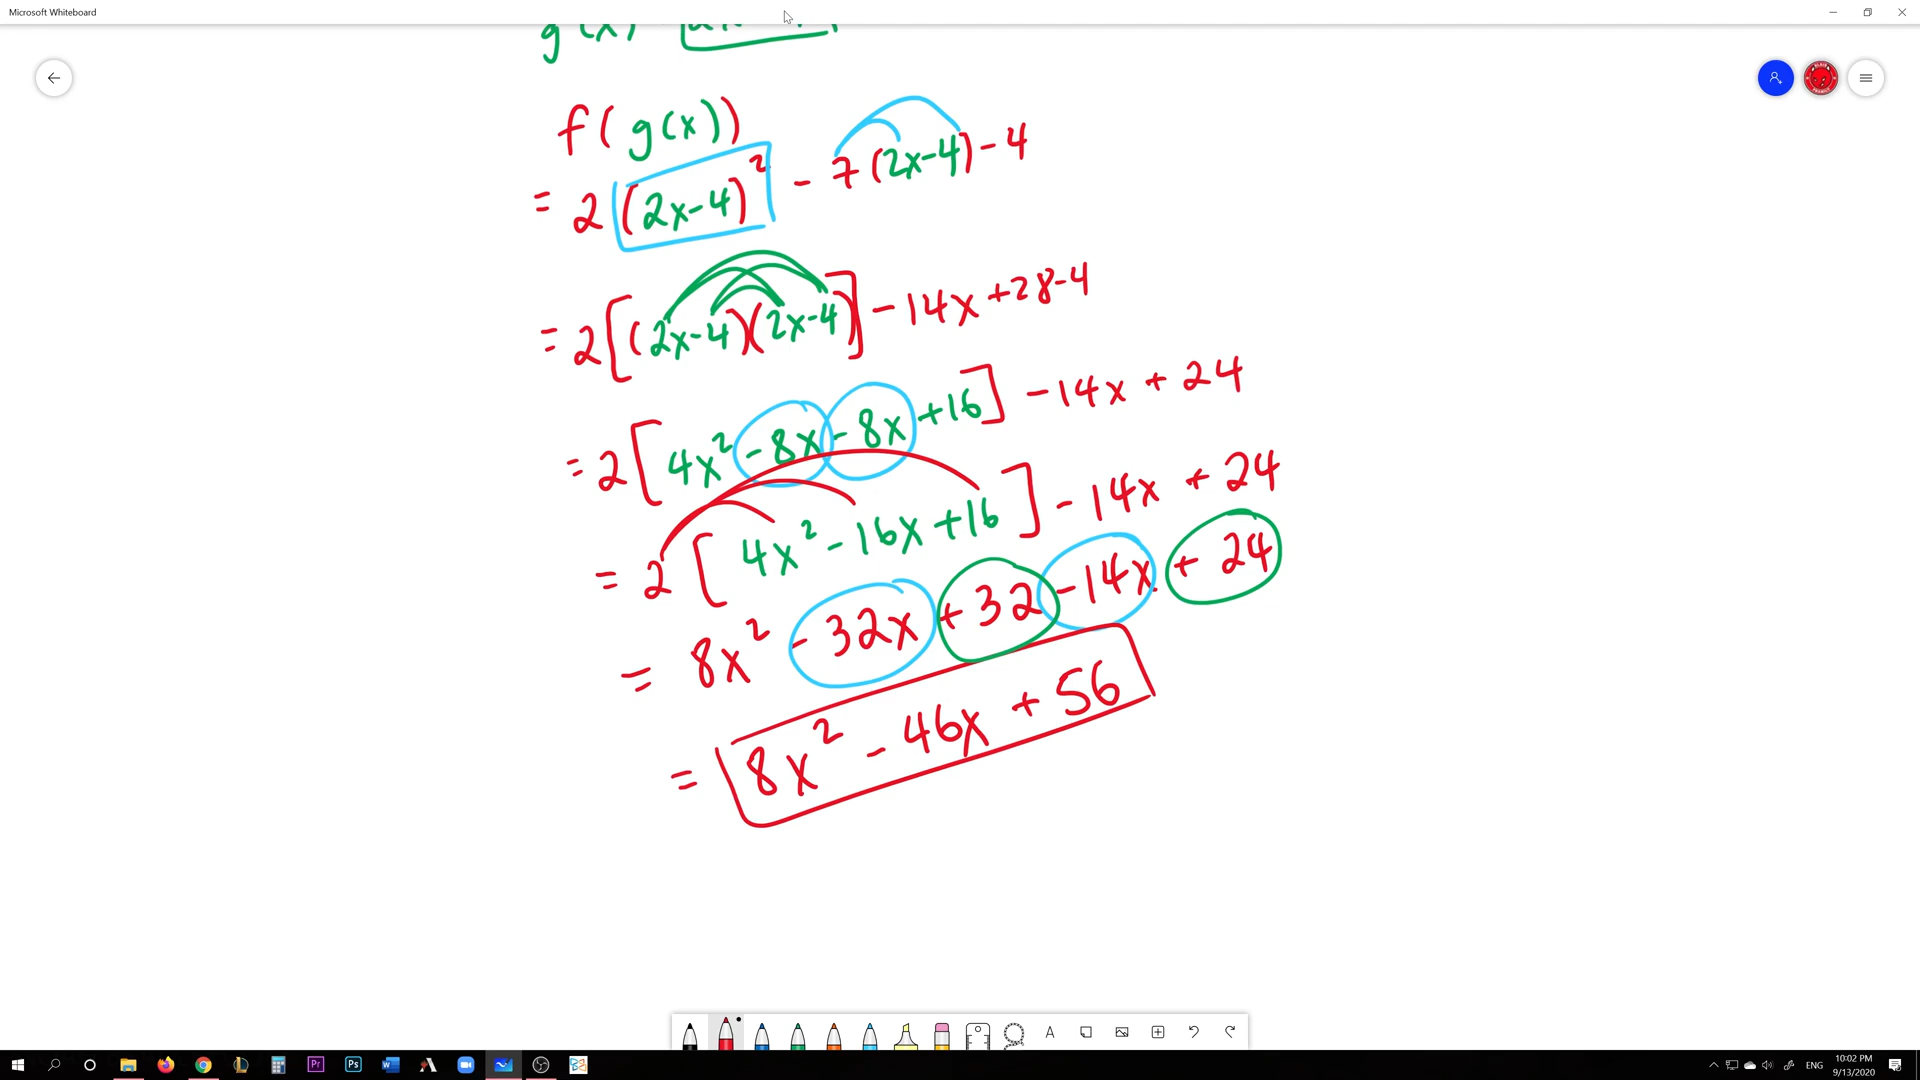 Microsoft Whiteboard
g(x)
f(g(x))
= 2(2x-4)² - 7(2x-4) - 4
= 2[(2x-4)(2x-4)] - 14x + 28 - 4
= 2[4x² - 8x - 8x + 16] - 14x + 24
= 2[4x² - 16x + 16] - 14x + 24
= 8x² - 32x + 32 - 14x + 24
= 8x² - 46x + 56
A
Pr
Ps
W
ENG
10:02 PM
9/13/2020